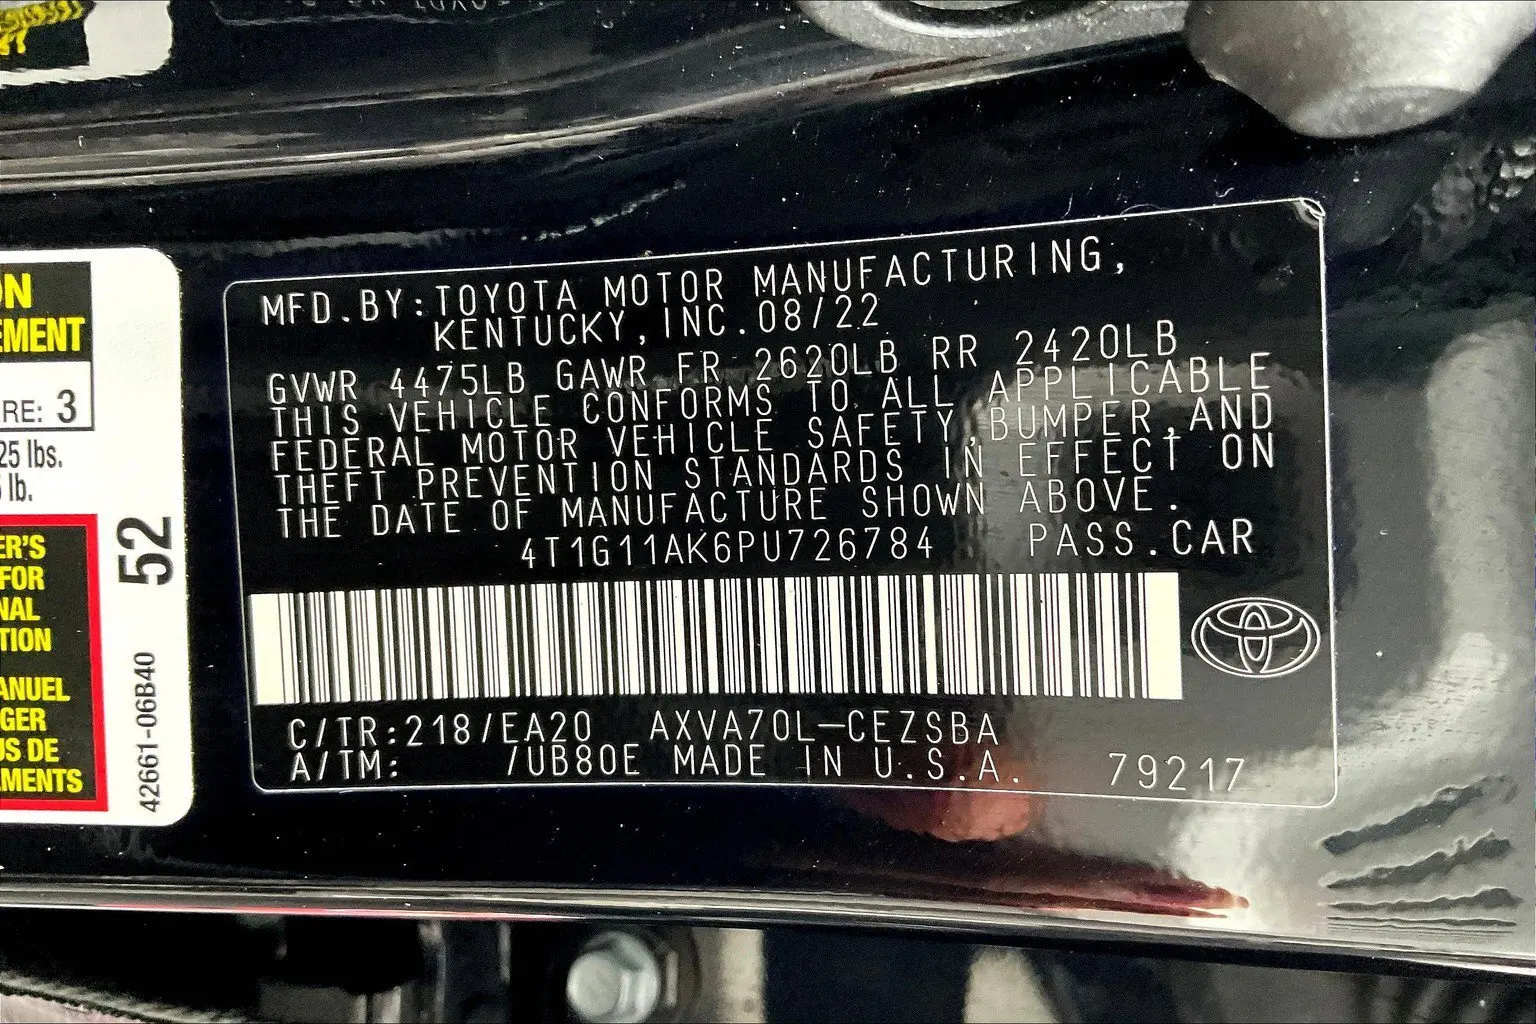 ON
EMENT
RE: 3
25 lbs.
lb.
ER'S
FOR
NAL
TION
ANUEL
GER
US DE
EMENTS
52
42661-06B40
MFD.BY:TOYOTA MOTOR MANUFACTURING,
KENTUCKY,INC.08/22
GVWR 4475LB GAWR FR 2620LB RR 2420LB
THIS VEHICLE CONFORMS TO ALL APPLICABLE
FEDERAL MOTOR VEHICLE SAFETY,BUMPER,AND
THEFT PREVENTION STANDARDS IN EFFECT ON
THE DATE OF MANUFACTURE SHOWN ABOVE.
4T1G11AK6PU726784 PASS.CAR
C/TR:218/EA20 AXVA70L-CEZSBA
A/TM: /UB80E MADE IN U.S.A. 79217